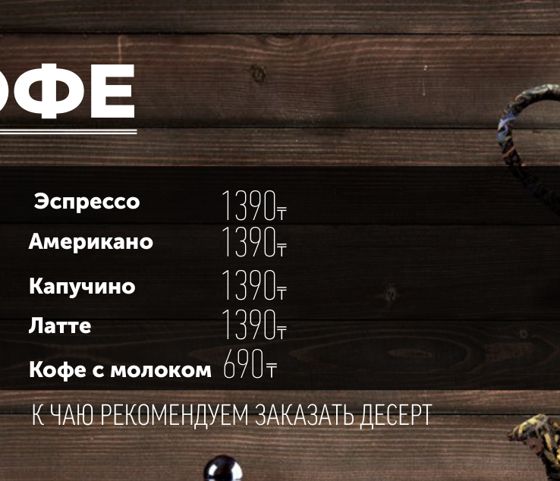 ОФЕ
Эспрессо 1390₸
Американо 1390₸
Капучино 1390₸
Латте 1390₸
Кофе с молоком 690₸
К ЧАЮ РЕКОМЕНДУЕМ ЗАКАЗАТЬ ДЕСЕРТ